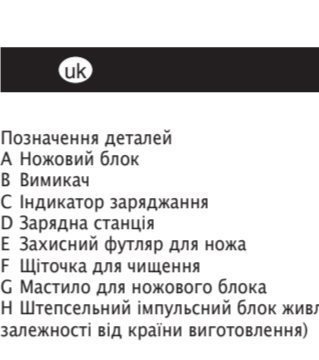 uk
Позначення деталей
A Ножовий блок
B Вимикач
C Індикатор заряджання
D Зарядна станція
E Захисний футляр для ножа
F Щіточка для чищення
G Мастило для ножового блока
H Штепсельний імпульсний блок
залежності від країни виготовлення)